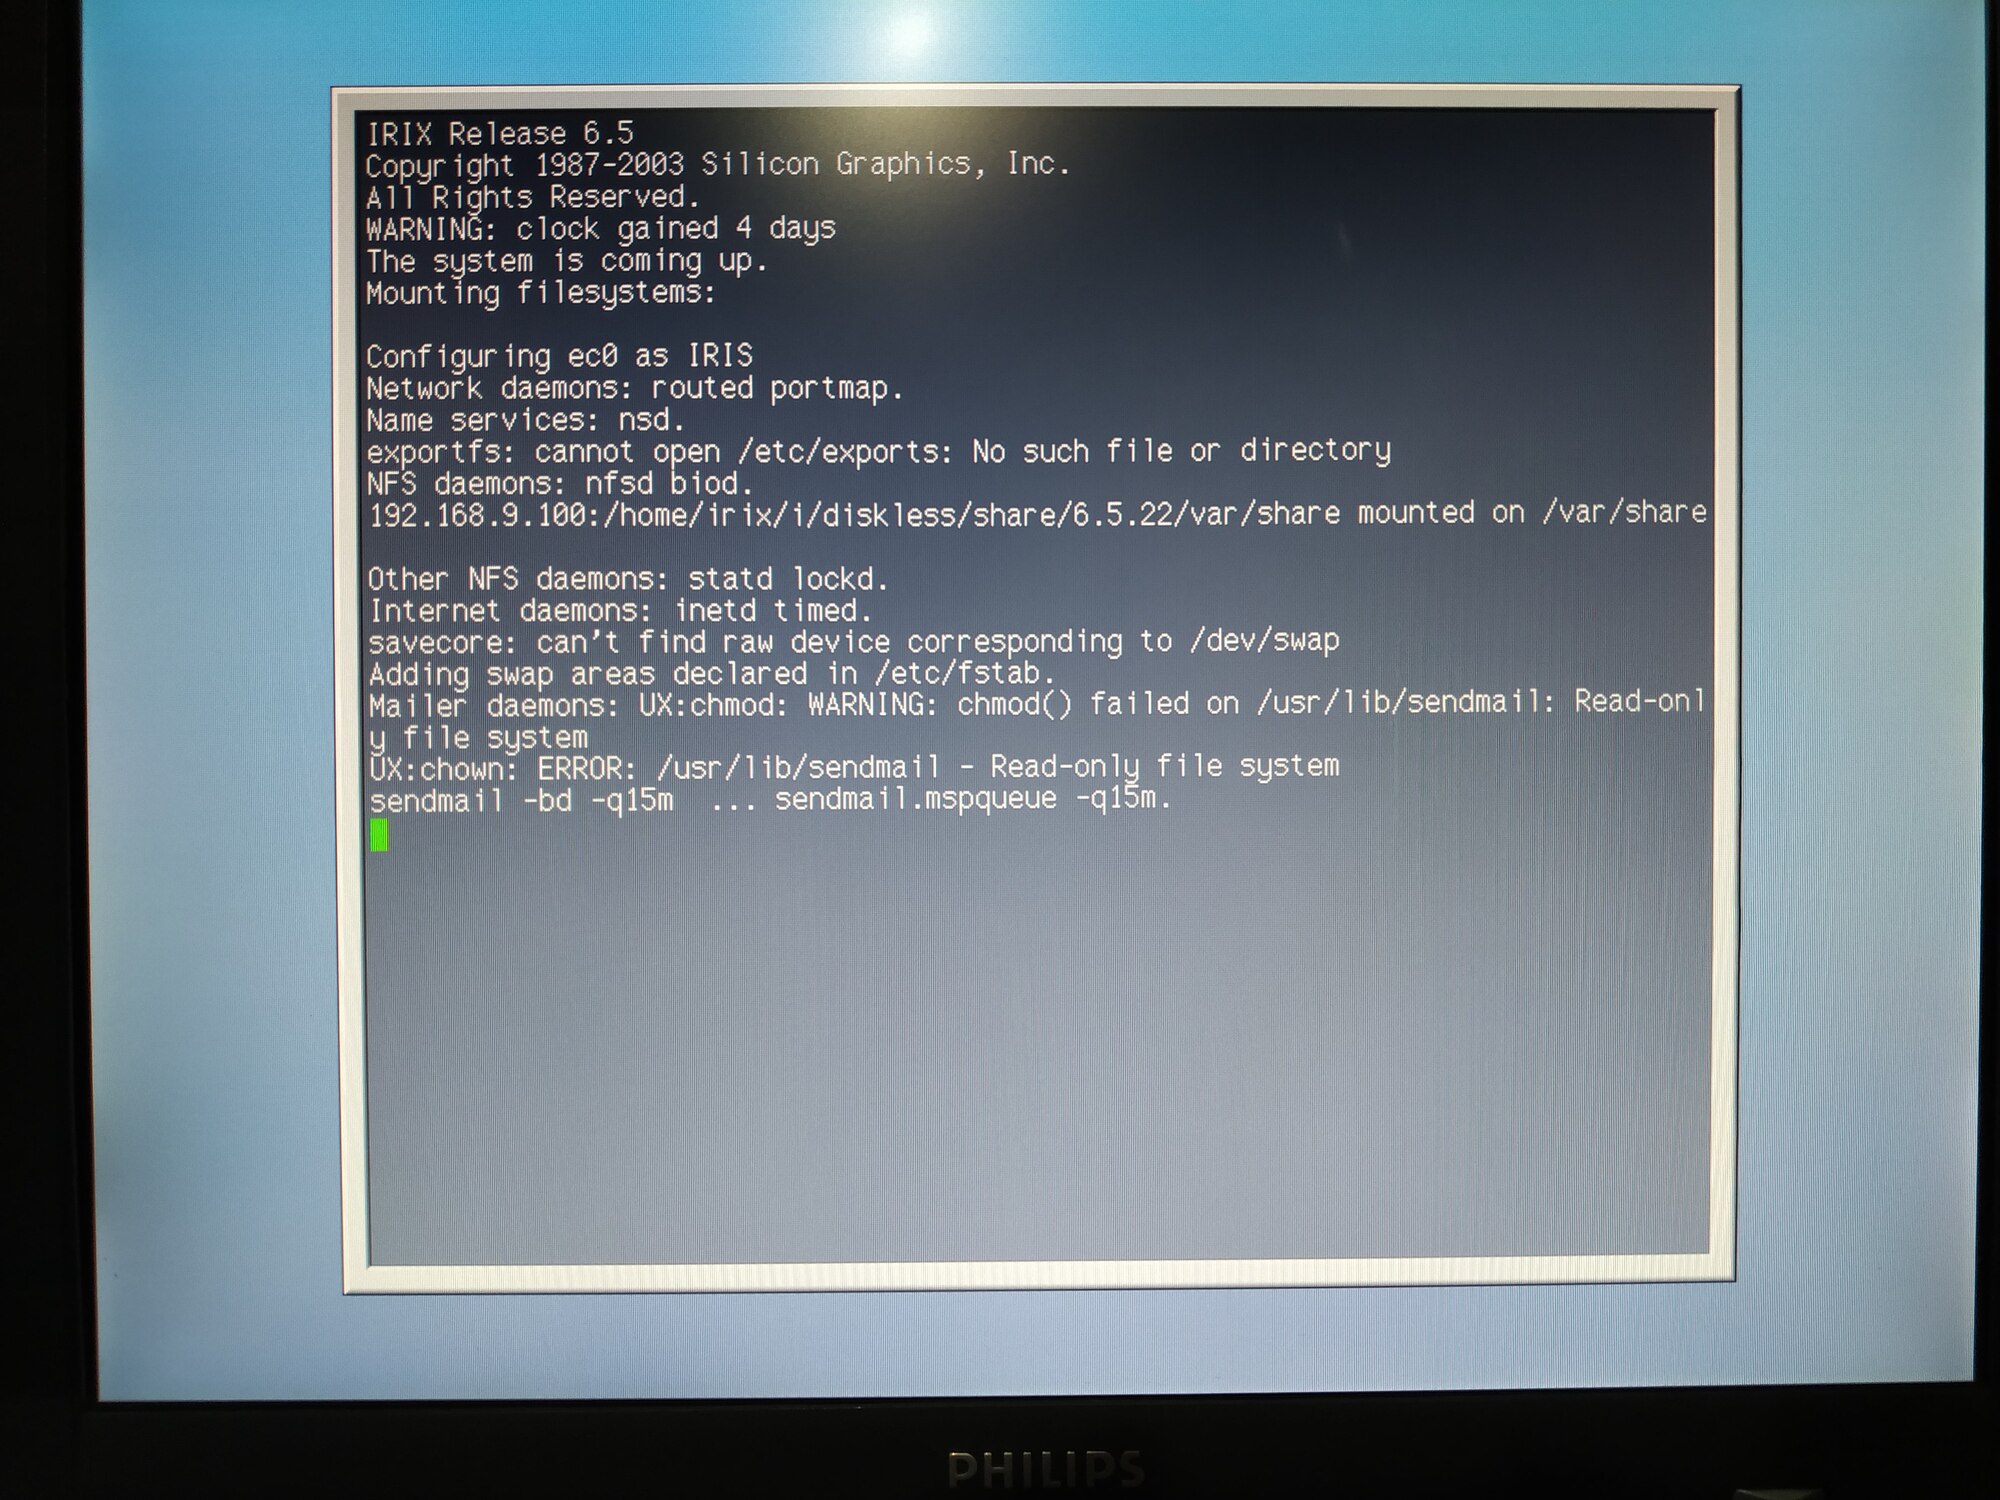 IRIX Release 6.5
Copyright 1987-2003 Silicon Graphics, Inc.
All Rights Reserved.
WARNING: clock gained 4 days
The system is coming up.
Mounting filesystems:
Configuring ec0 as IRIS
Network daemons: routed portmap.
Name services: nsd.
exportfs: cannot open /etc/exports: No such file or directory
NFS daemons: nfsd biod.
192.168.9.100:/home/irix/i/diskless/share/6.5.22/var/share mounted on /var/share
Other NFS daemons: statd lockd.
Internet daemons: inetd timed.
savecore: can't find raw device corresponding to /dev/swap
Adding swap areas declared in /etc/fstab.
Mailer daemons: UX:chmod: WARNING: chmod() failed on /usr/lib/sendmail: Read-onl
y file system
UX:chown: ERROR: /usr/lib/sendmail - Read-only file system
sendmail -bd -q15m  ... sendmail.mspqueue -q15m.
PHILIPS